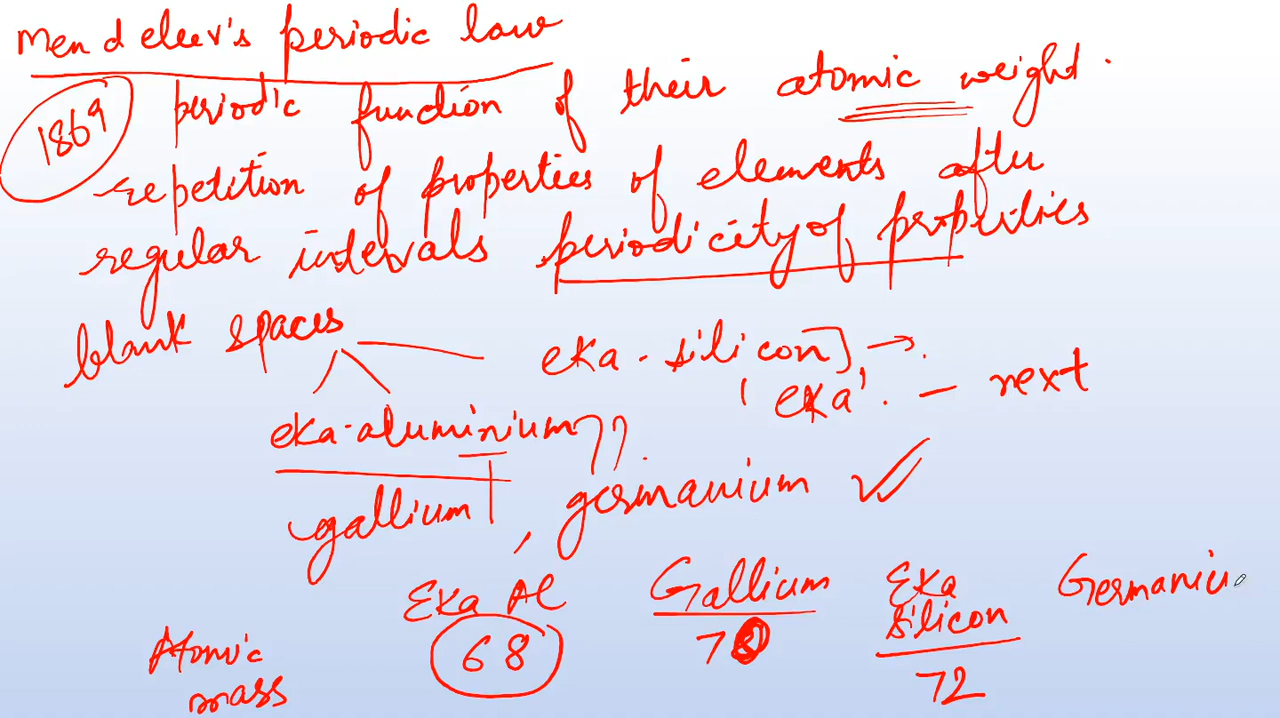 Mendeleev's periodic law
1869 periodic function of their atomic weight.
repetition of properties of elements after
regular intervals periodicity of properties
blank spaces
eka-silicon] →
'eka'. - next
eka-aluminium
gallium , germanium ✓
Eka Al Gallium Eka silicon Germaniu
Atomic mass 68 7 72